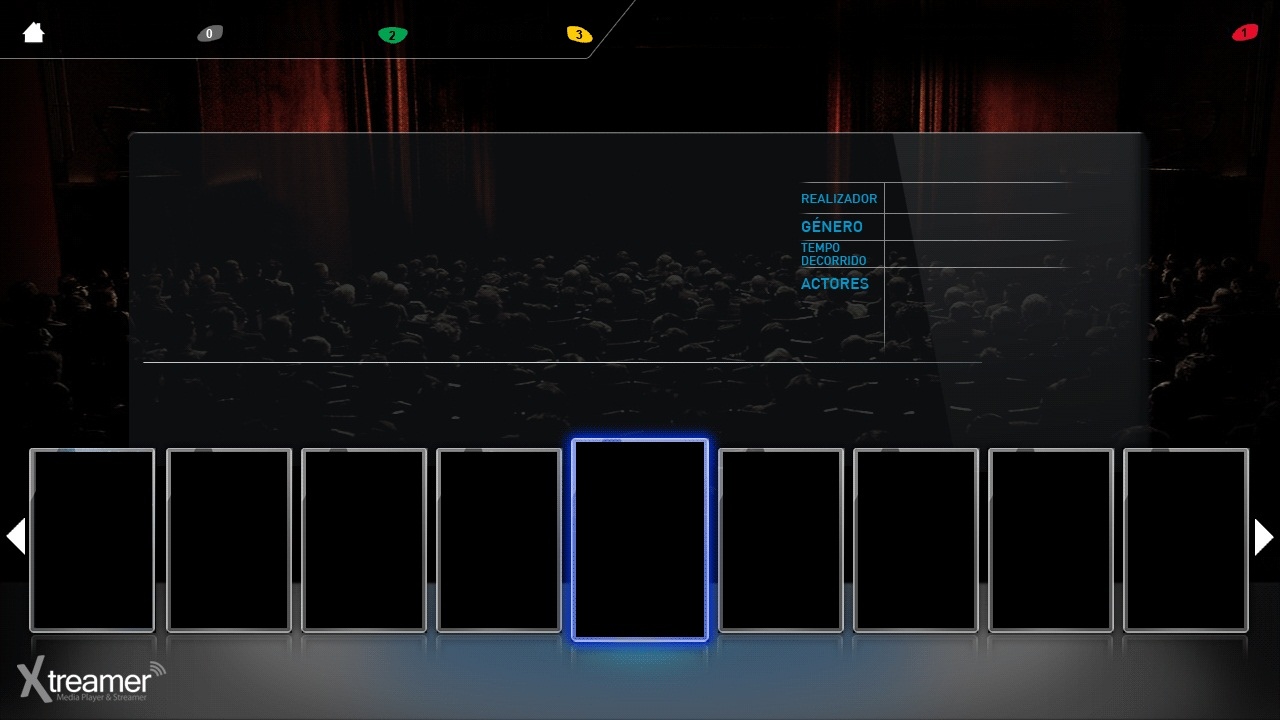 0
2
3
1
REALIZADOR
GÉNERO
TEMPO
DECORRIDO
ACTORES
Xtreamer
Media Player & Streamer